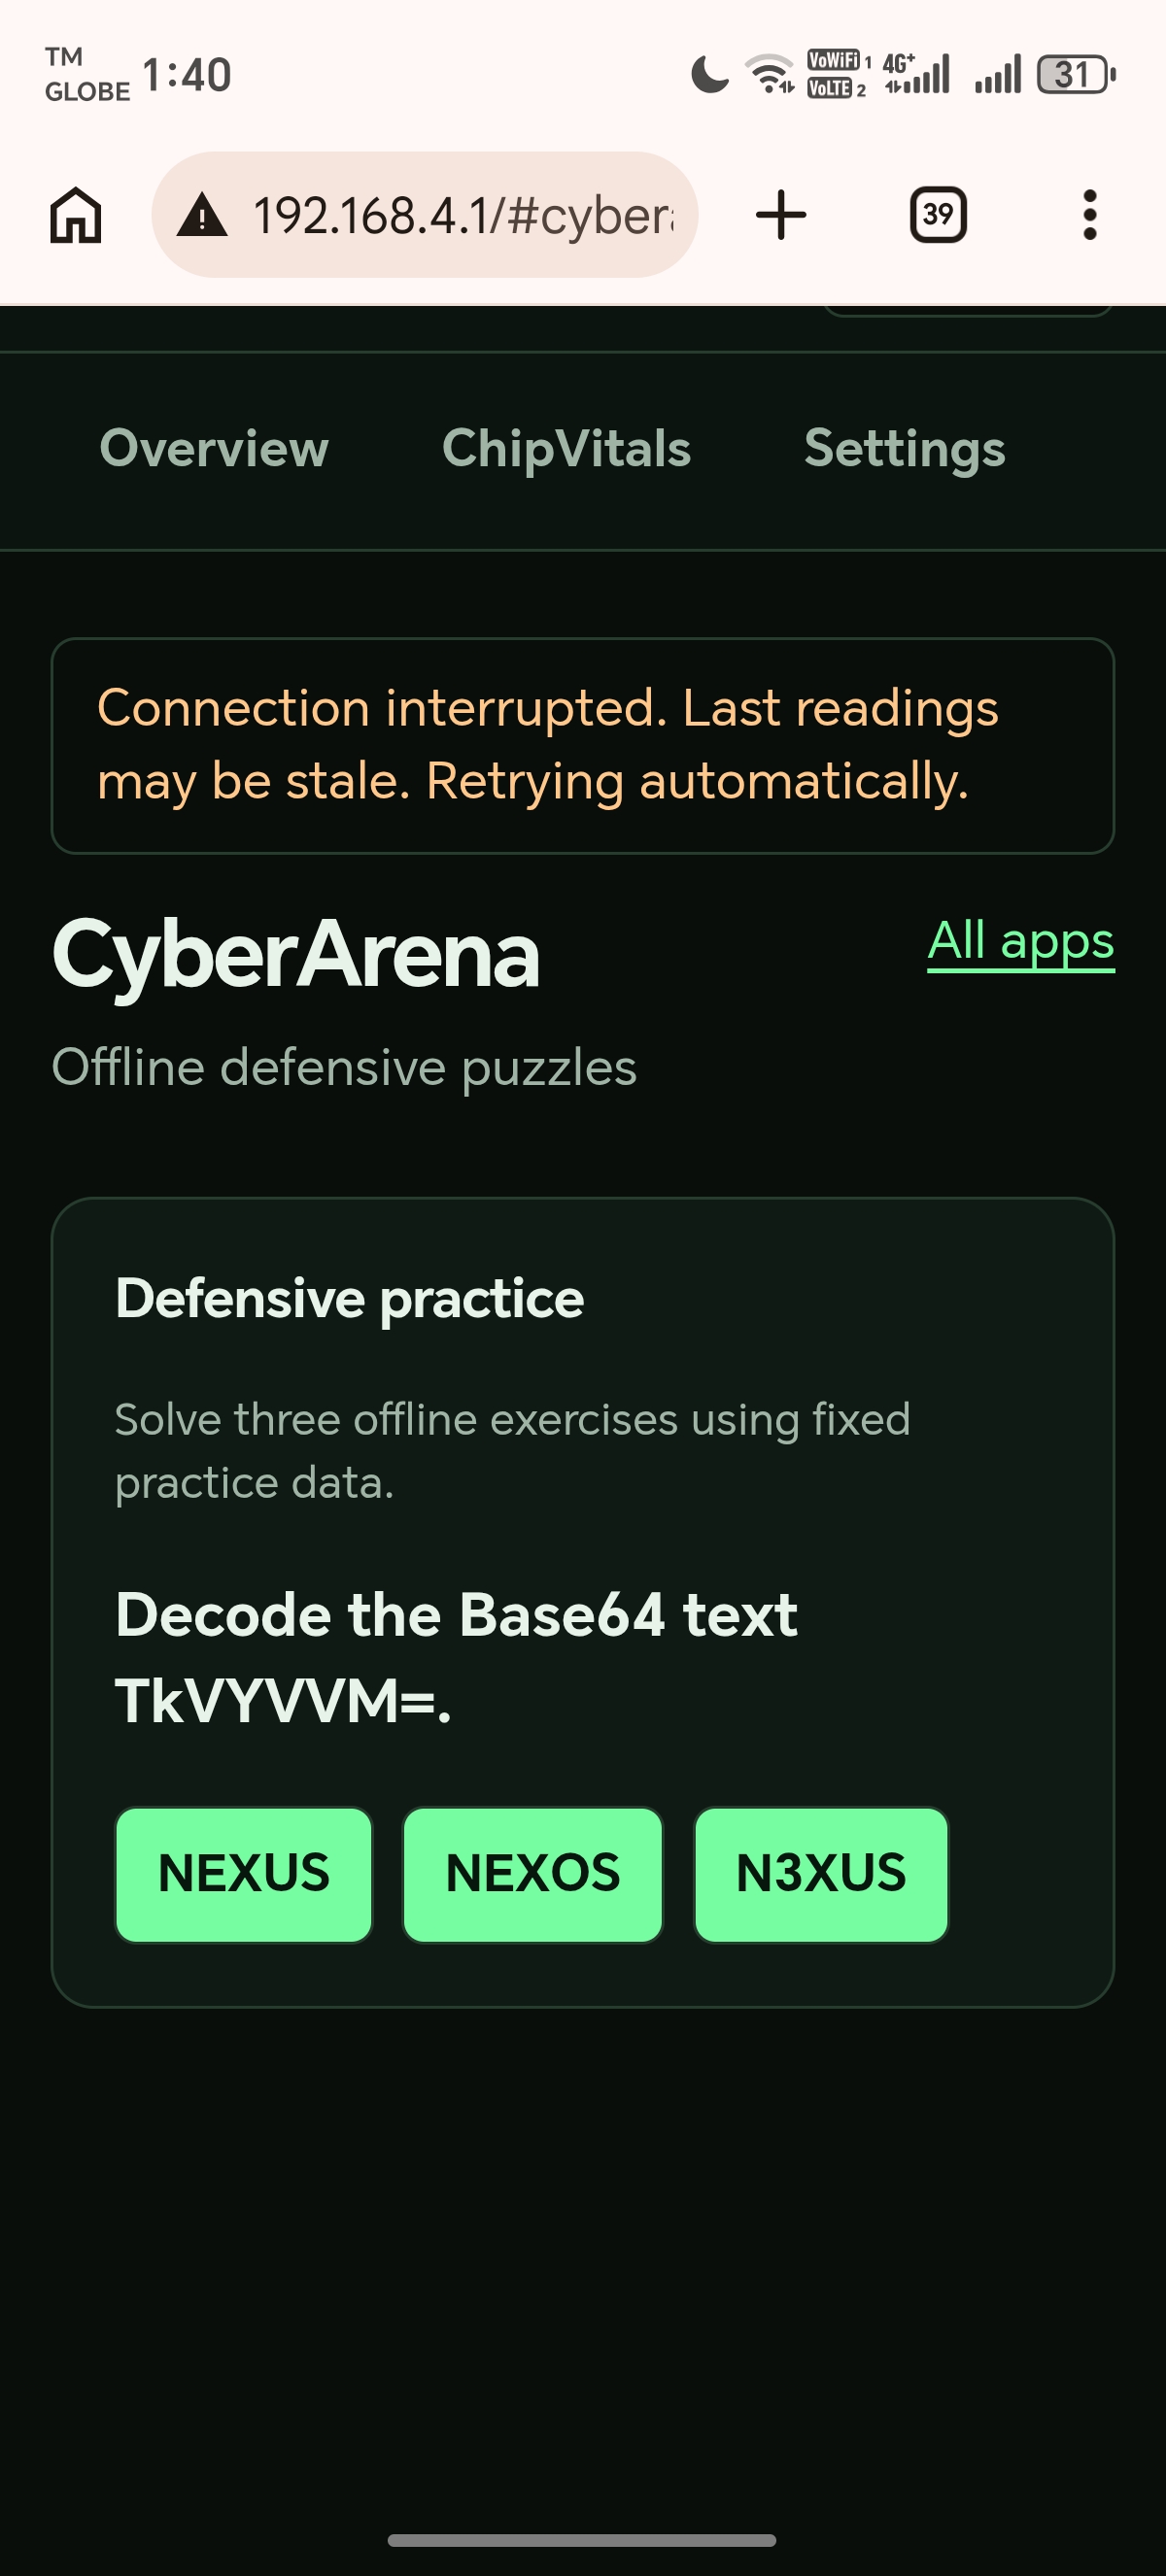 TM
GLOBE
1:40
VoWiFi 1
VoLTE 2
4G+
31
192.168.4.1/#cyber
39
Overview
ChipVitals
Settings
Connection interrupted. Last readings
may be stale. Retrying automatically.
CyberArena
All apps
Offline defensive puzzles
Defensive practice
Solve three offline exercises using fixed
practice data.
Decode the Base64 text
TkVYVVM=.
NEXUS
NEXOS
N3XUS